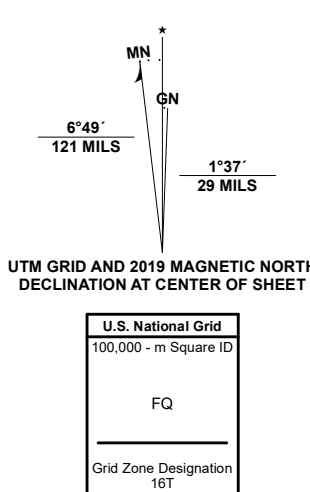 ★
MN
GN
6°49´
121 MILS
1°37´
29 MILS
UTM GRID AND 2019 MAGNETIC NORTH
DECLINATION AT CENTER OF SHEET
U.S. National Grid
100,000 - m Square ID
FQ
Grid Zone Designation
16T